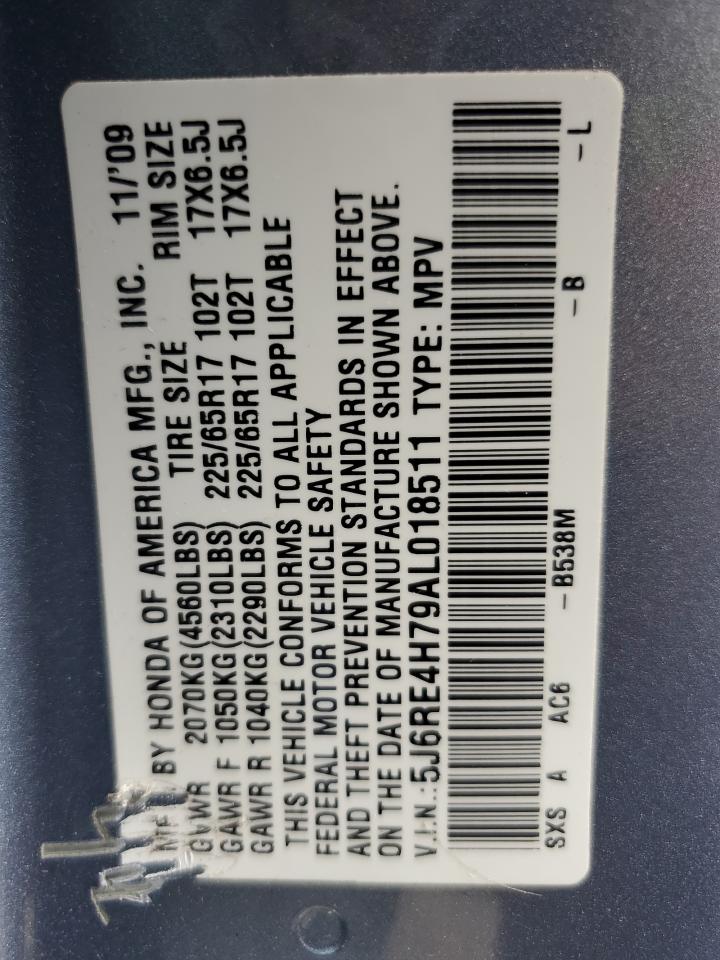 MFD BY HONDA OF AMERICA MFG., INC. 11/'09
GVWR 2070KG(4560LBS) TIRE SIZE RIM SIZE
GAWR F 1050KG(2310LBS) 225/65R17 102T 17X6.5J
GAWR R 1040KG(2290LBS) 225/65R17 102T 17X6.5J
THIS VEHICLE CONFORMS TO ALL APPLICABLE
FEDERAL MOTOR VEHICLE SAFETY
AND THEFT PREVENTION STANDARDS IN EFFECT
ON THE DATE OF MANUFACTURE SHOWN ABOVE.
V.I.N.:5J6RE4H79AL018511 TYPE: MPV
SXS A AC6 -B538M -B -L